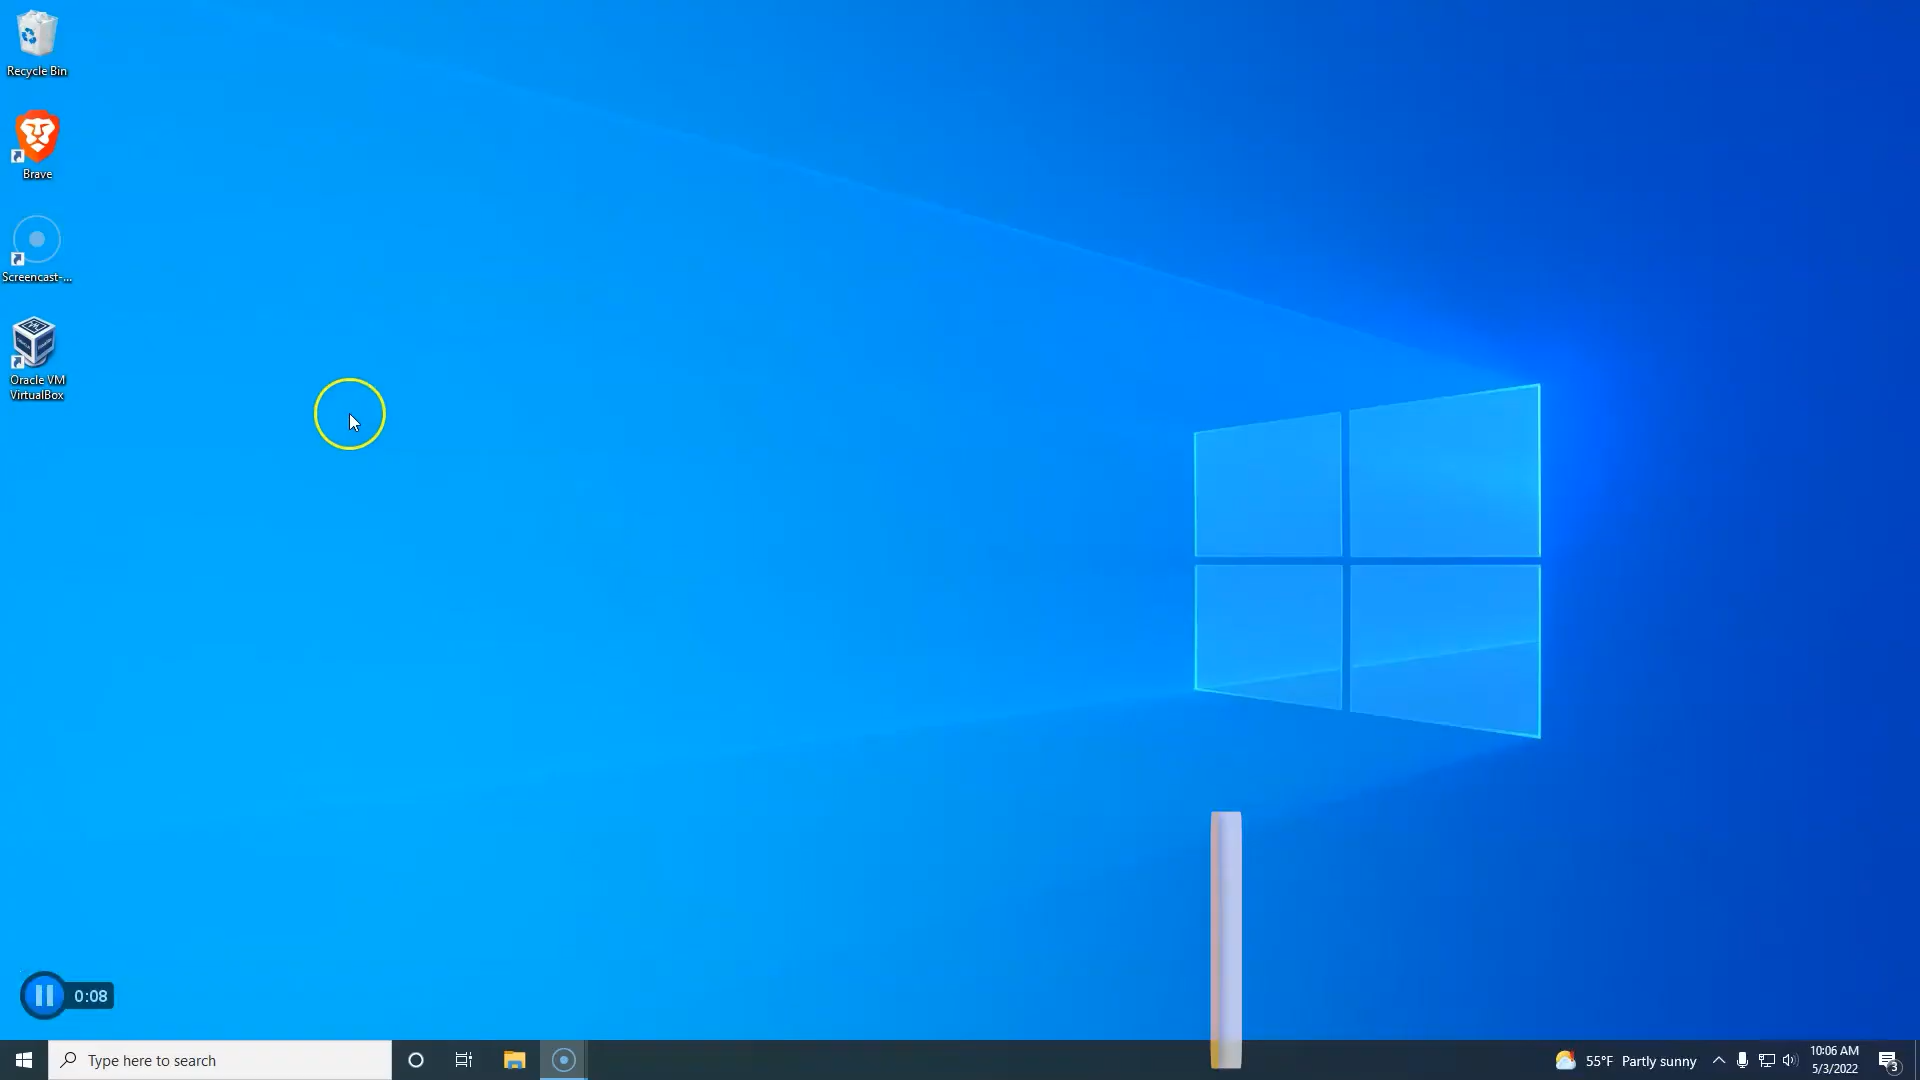 Recycle Bin
Brave
Screencast-...
Oracle VM
VirtualBox
0:08
Type here to search
55°F Partly sunny
10:06 AM
5/3/2022
3